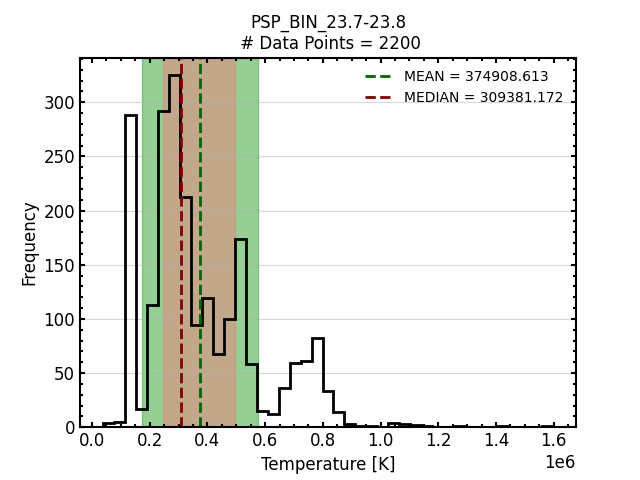 PSP_BIN_23.7-23.8
# Data Points = 2200
MEAN = 374908.613
MEDIAN = 309381.172
Frequency
300
250
200
150
100
50
0
0.0 0.2 0.4 0.6 0.8 1.0 1.2 1.4 1.6
1e6
Temperature [K]